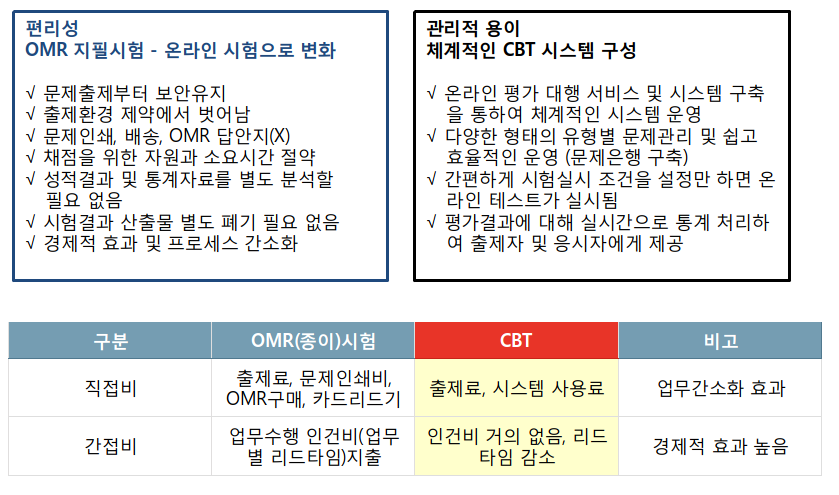 편리성
OMR 지필시험 - 온라인 시험으로 변화
√ 문제출제부터 보안유지
√ 출제환경 제약에서 벗어남
√ 문제인쇄, 배송, OMR 답안지(X)
√ 채점을 위한 자원과 소요시간 절약
√ 성적결과 및 통계자료를 별도 분석할
필요 없음
√ 시험결과 산출물 별도 폐기 필요 없음
√ 경제적 효과 및 프로세스 간소화
관리적 용이
체계적인 CBT 시스템 구성
√ 온라인 평가 대행 서비스 및 시스템 구축
을 통하여 체계적인 시스템 운영
√ 다양한 형태의 유형별 문제관리 및 쉽고
효율적인 운영 (문제은행 구축)
√ 간편하게 시험실시 조건을 설정만 하면 온
라인 테스트가 실시됨
√ 평가결과에 대해 실시간으로 통계 처리하
여 출제자 및 응시자에게 제공
구분 OMR(종이)시험 CBT 비고
직접비
출제료, 문제인쇄비,
OMR구매, 카드리드기
출제료, 시스템 사용료
업무간소화 효과
간접비
업무수행 인건비(업무
별 리드타임)지출
인건비 거의 없음, 리드
타임 감소
경제적 효과 높음